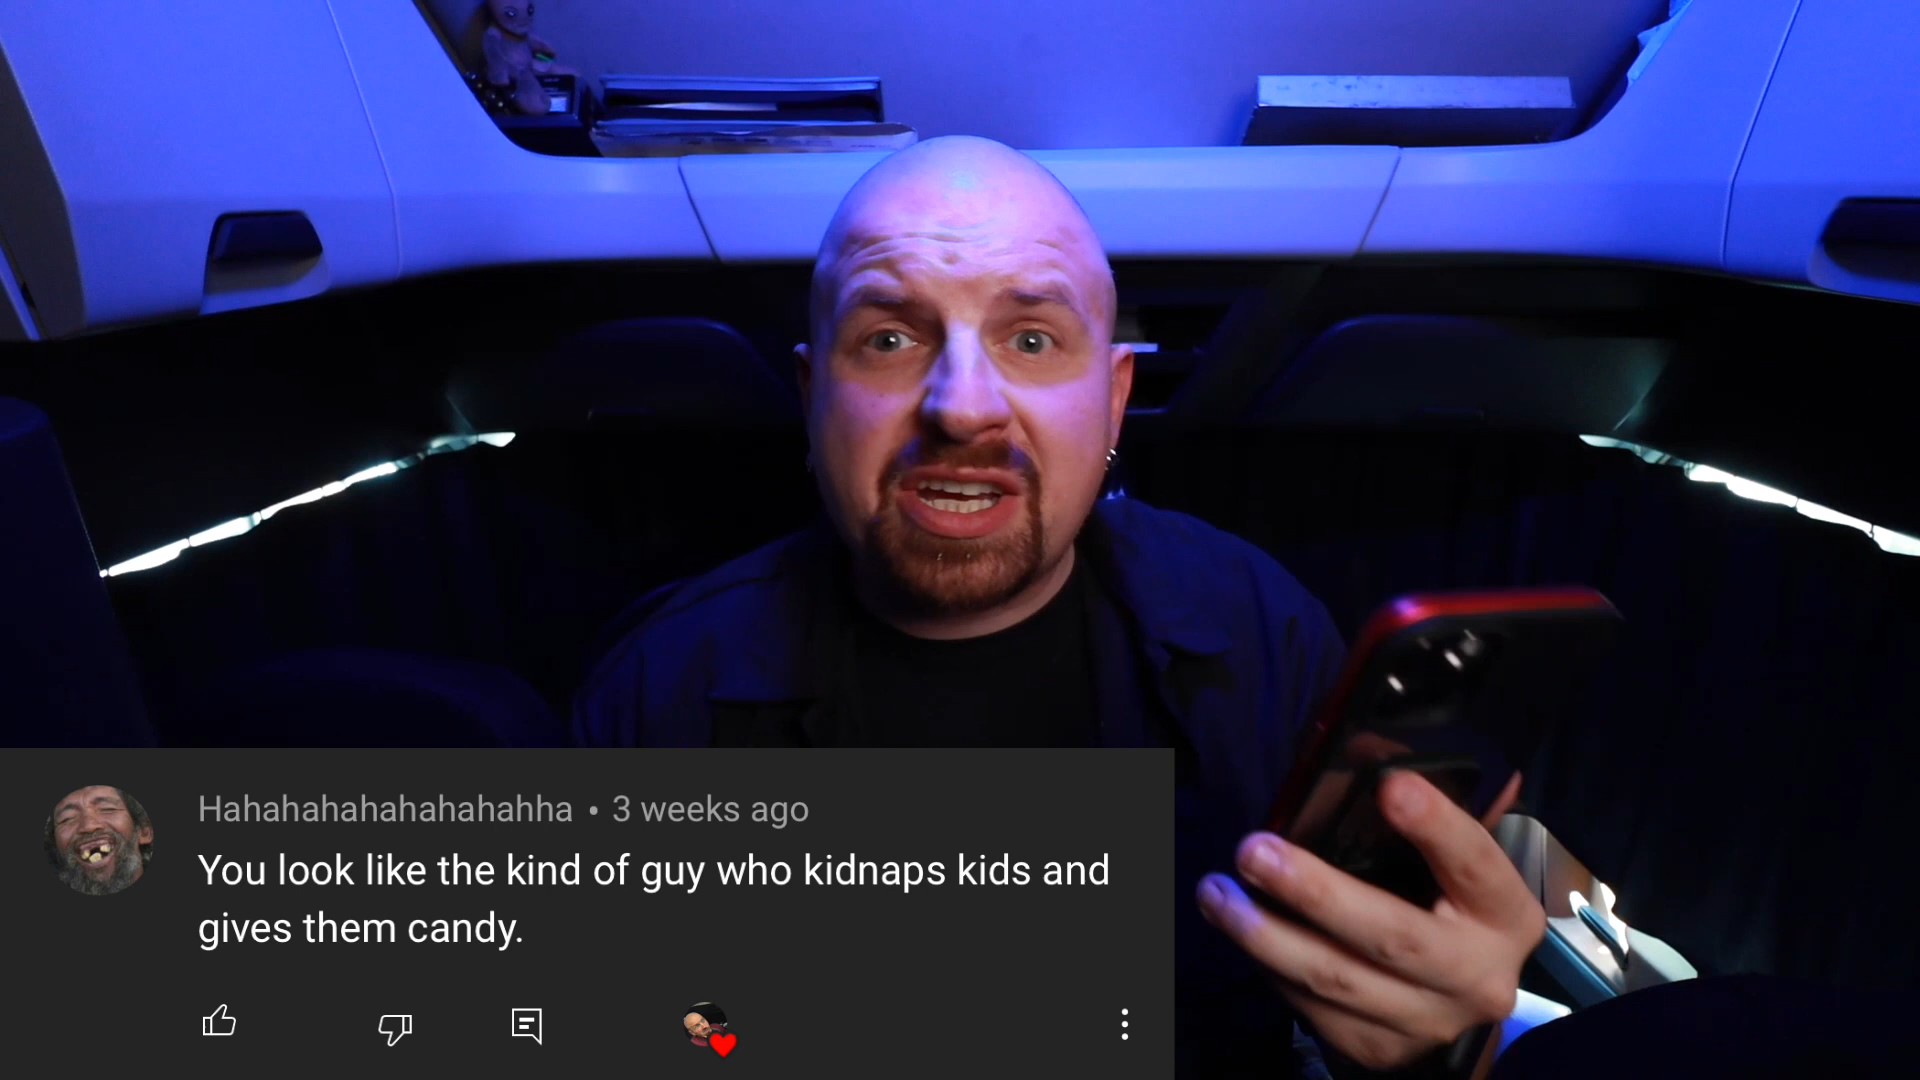 Hahahahahahahahahha • 3 weeks ago
You look like the kind of guy who kidnaps kids and
gives them candy.